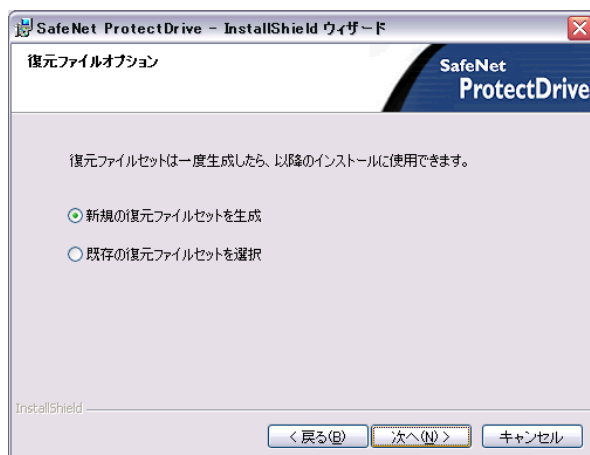 SafeNet ProtectDrive - InstallShield ウィザード
復元ファイルオプション
SafeNet
ProtectDrive
復元ファイルセットは一度生成したら、以降のインストールに使用できます。
新規の復元ファイルセットを生成
既存の復元ファイルセットを選択
InstallShield
< 戻る(B)
次へ(N) >
キャンセル